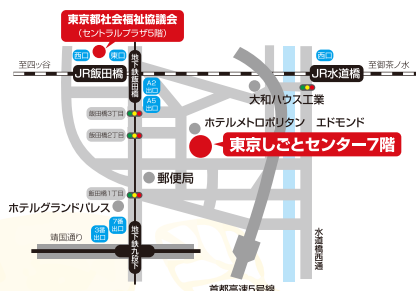 東京都社会福祉協議会
(セントラルプラザ5階)
西口
東口
西口
至四ッ谷
JR飯田橋
地下鉄飯田橋
JR水道橋
至御茶ノ水
A2
出口
A5
出口
大和ハウス工業
飯田橋3丁目
ホテルメトロポリタン エドモンド
飯田橋2丁目
東京しごとセンター7階
郵便局
飯田橋1丁目
ホテルグランドパレス
7番
出口
3番
出口
靖国通り
地下鉄九段下
水道橋西通
首都高速5号線